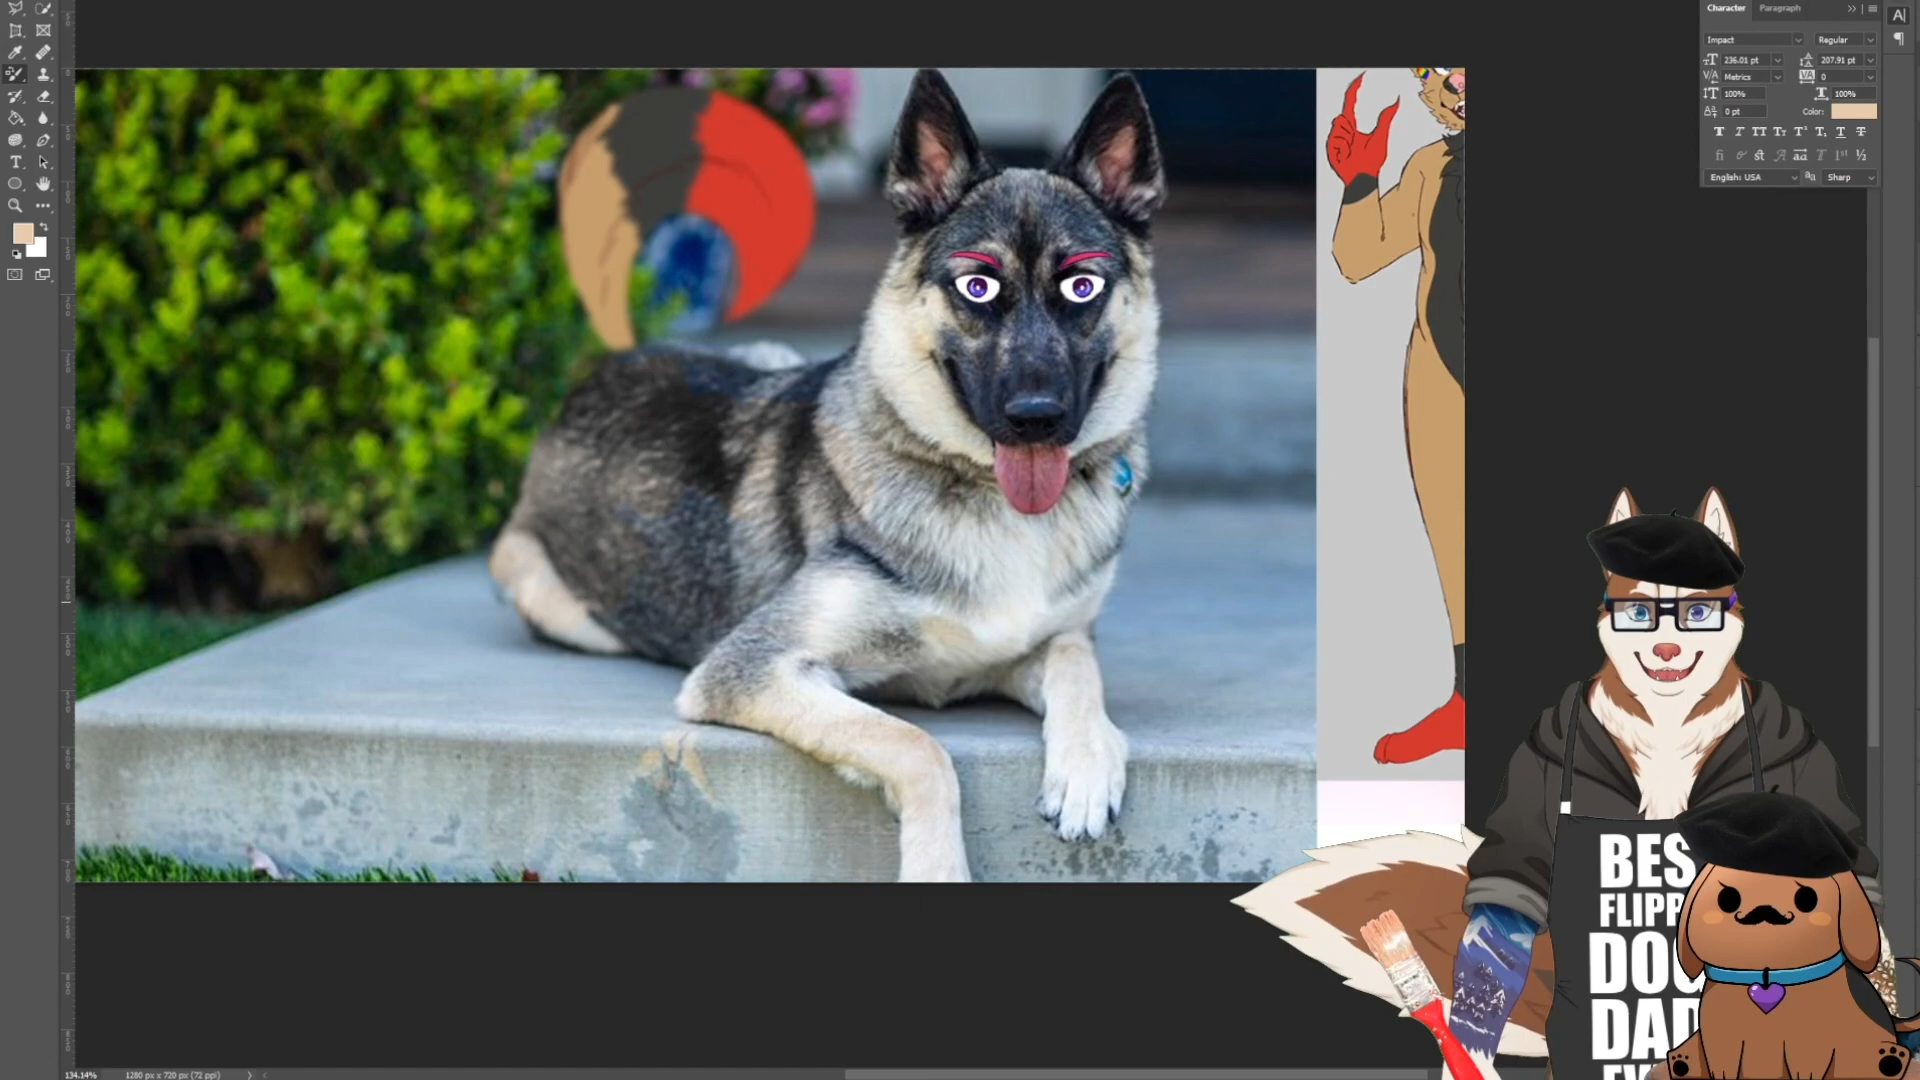 Character Paragraph
Impact Regular
236.01 pt 207.91 pt
Metrics 0
100% 100%
0 pt Color:
English: USA Sharp
BES
FLIPP
DOG
DAD
134.14% 1280 px x 720 px (72 ppi)